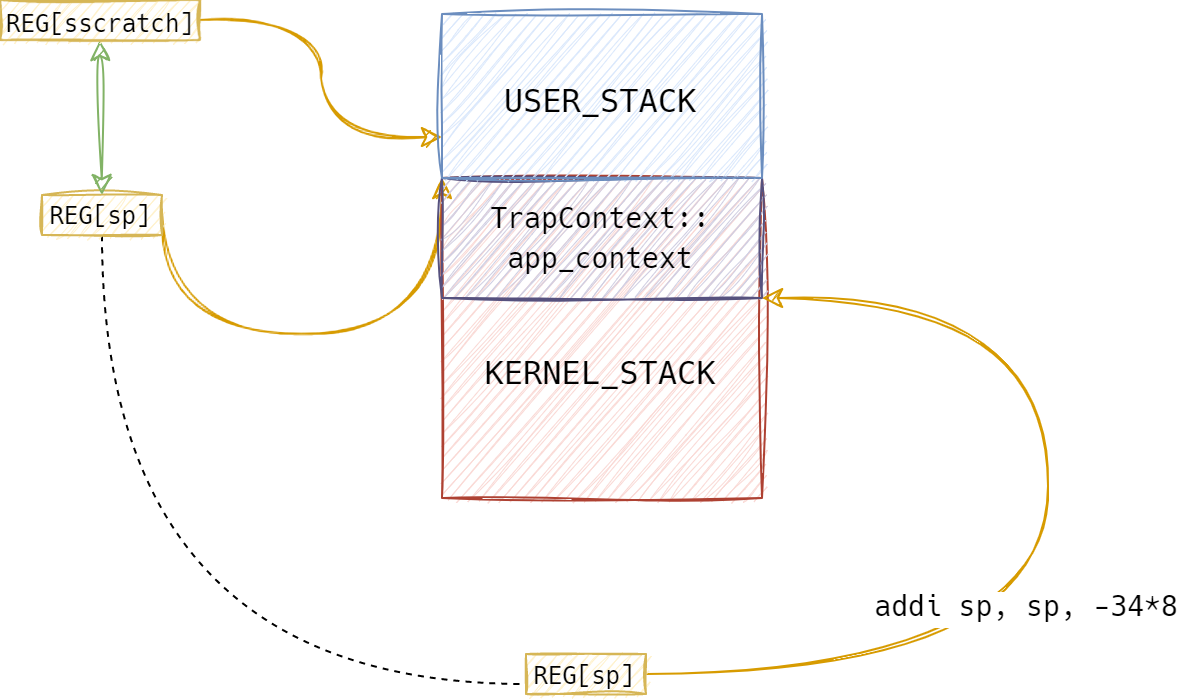 REG[sscratch]
USER_STACK
REG[sp]
TrapContext::
app_context
KERNEL_STACK
addi sp, sp, -34*8
REG[sp]